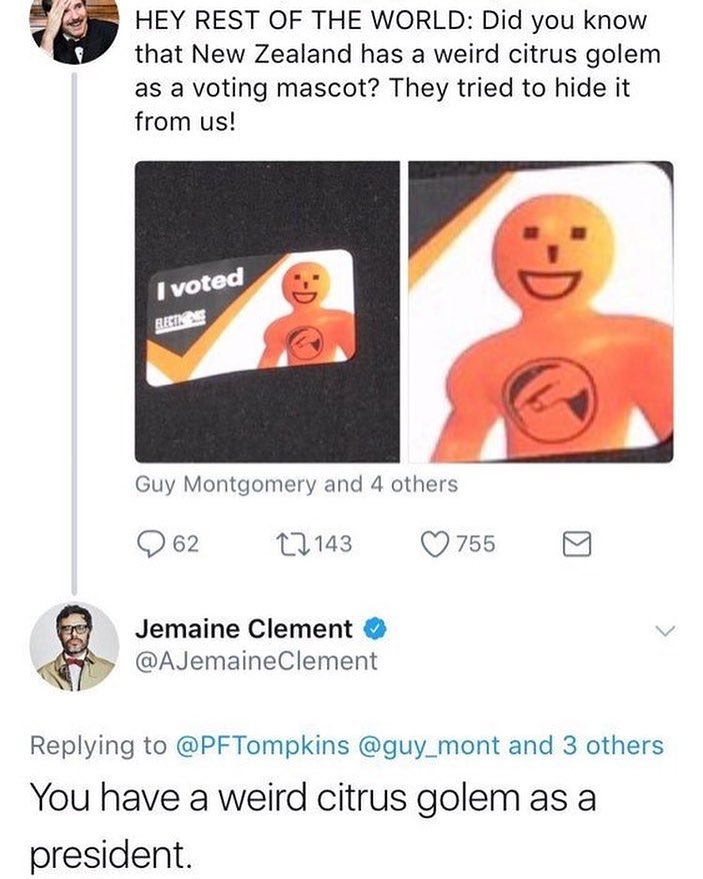 HEY REST OF THE WORLD: Did you know
that New Zealand has a weird citrus golem
as a voting mascot? They tried to hide it
from us!
I voted
ELECTIONS
Guy Montgomery and 4 others
62
143
755
Jemaine Clement
@AJemaineClement
Replying to @PFTompkins @guy_mont and 3 others
You have a weird citrus golem as a
president.